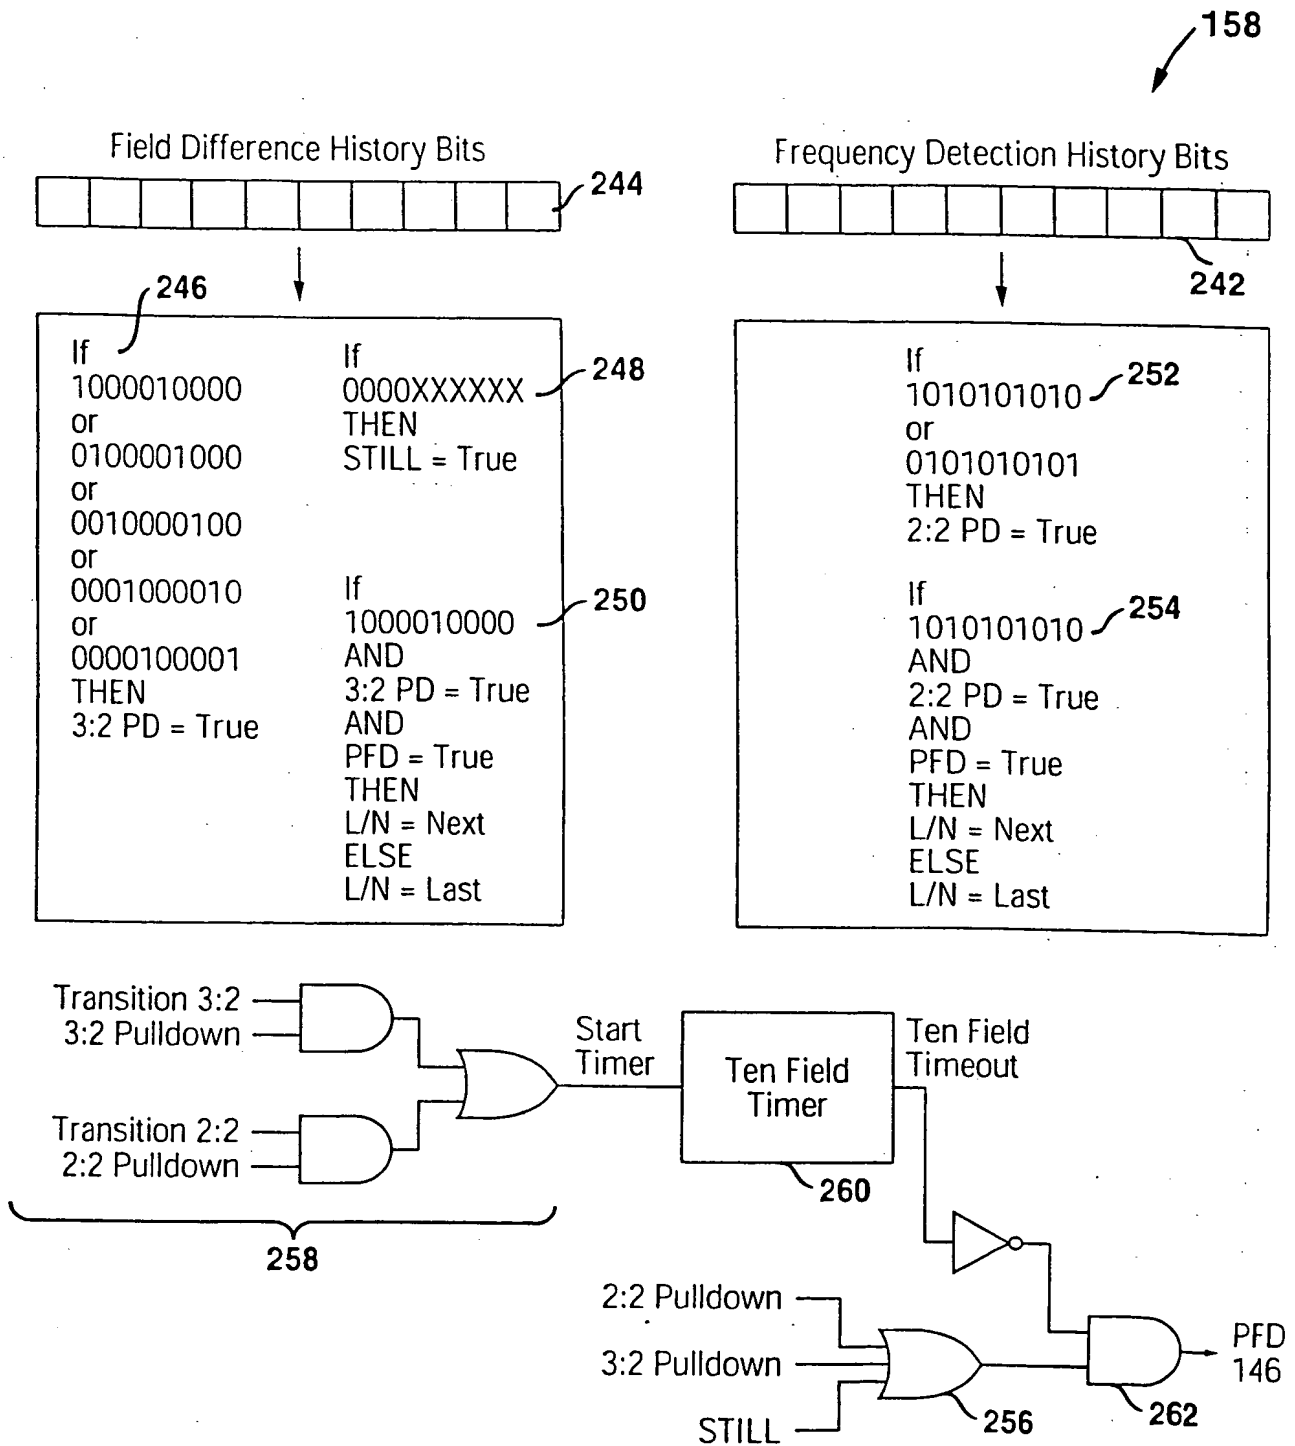 158
Field Difference History Bits
244
Frequency Detection History Bits
242
246
If
1000010000
or
0100001000
or
0010000100
or
0001000010
or
0000100001
THEN
3:2 PD = True
If
0000XXXXXX
248
THEN
STILL = True
If
1000010000
250
AND
3:2 PD = True
AND
PFD = True
THEN
L/N = Next
ELSE
L/N = Last
If
1010101010
252
or
0101010101
THEN
2:2 PD = True
If
1010101010
254
AND
2:2 PD = True
AND
PFD = True
THEN
L/N = Next
ELSE
L/N = Last
Transition 3:2
3:2 Pulldown
Transition 2:2
2:2 Pulldown
258
Start
Timer
Ten Field
Timer
260
Ten Field
Timeout
2:2 Pulldown
3:2 Pulldown
STILL
256
262
PFD
146